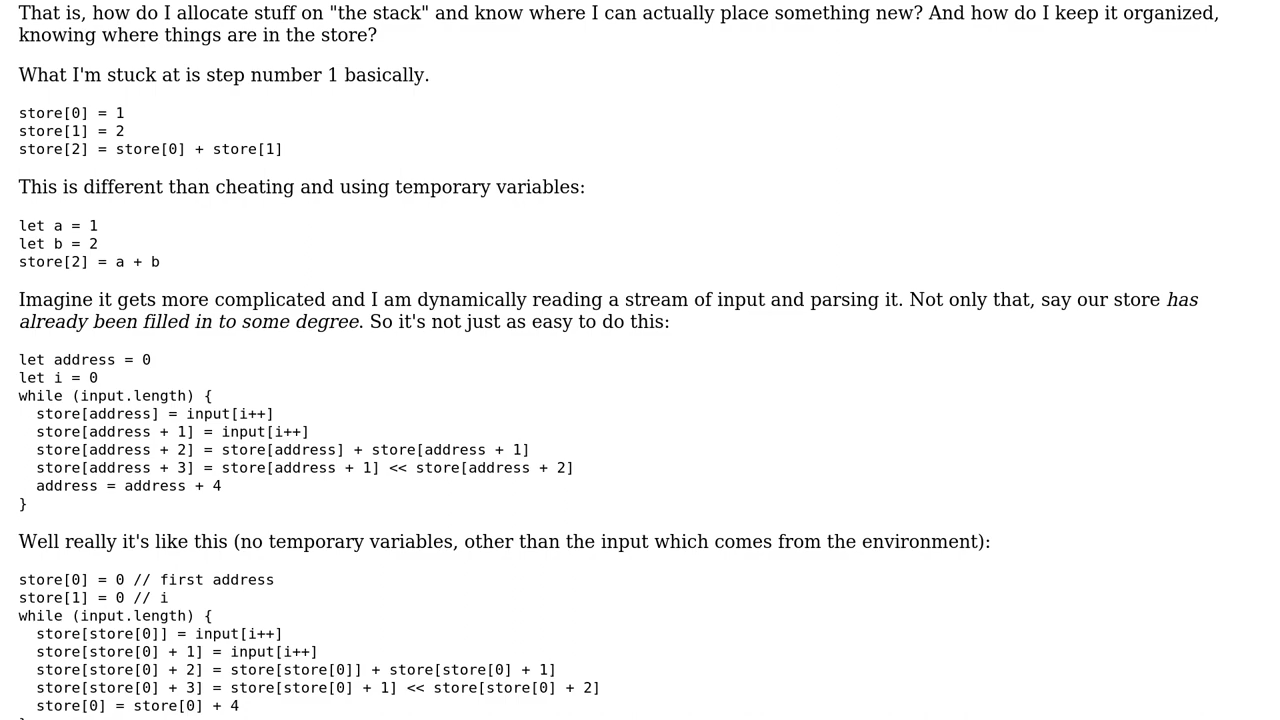 That is, how do I allocate stuff on "the stack" and know where I can actually place something new? And how do I keep it organized,
knowing where things are in the store?
What I'm stuck at is step number 1 basically.
store[0] = 1
store[1] = 2
store[2] = store[0] + store[1]
This is different than cheating and using temporary variables:
let a = 1
let b = 2
store[2] = a + b
Imagine it gets more complicated and I am dynamically reading a stream of input and parsing it. Not only that, say our store has
already been filled in to some degree. So it's not just as easy to do this:
let address = 0
let i = 0
while (input.length) {
  store[address] = input[i++]
  store[address + 1] = input[i++]
  store[address + 2] = store[address] + store[address + 1]
  store[address + 3] = store[address + 1] << store[address + 2]
  address = address + 4
}
Well really it's like this (no temporary variables, other than the input which comes from the environment):
store[0] = 0 // first address
store[1] = 0 // i
while (input.length) {
  store[store[0]] = input[i++]
  store[store[0] + 1] = input[i++]
  store[store[0] + 2] = store[store[0]] + store[store[0] + 1]
  store[store[0] + 3] = store[store[0] + 1] << store[store[0] + 2]
  store[0] = store[0] + 4